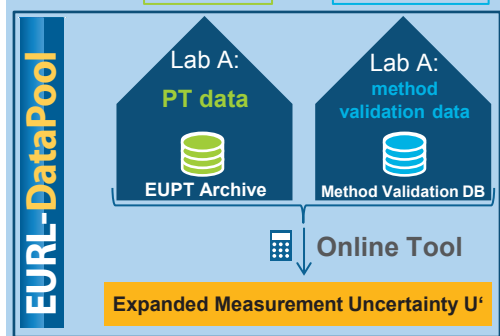 EURL-DataPool
Lab A:
PT data
EUPT Archive
Lab A:
method
validation data
Method Validation DB
Online Tool
Expanded Measurement Uncertainty U‘